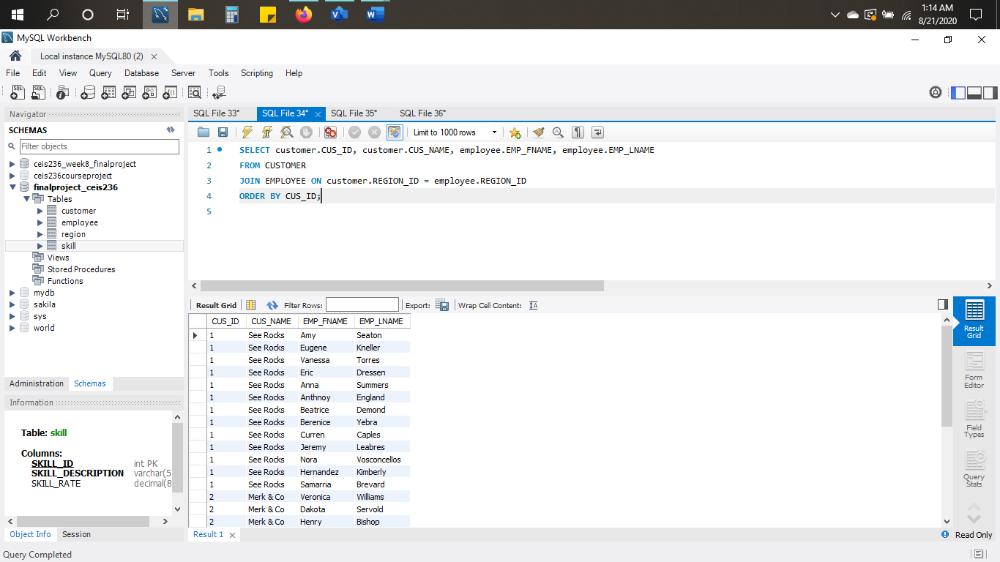 1:14 AM
8/21/2020
MySQL Workbench
Local instance MySQL80 (2)
File Edit View Query Database Server Tools Scripting Help
Navigator
SCHEMAS
Filter objects
ceis236_week8_finalproject
ceis236courseproject
finalproject_ceis236
Tables
customer
employee
region
skill
Views
Stored Procedures
Functions
mydb
sakila
sys
world
Administration Schemas
Information
Table: skill
Columns:
SKILL_ID int PK
SKILL_DESCRIPTION varchar(5
SKILL_RATE decimal(8
Object Info Session
SQL File 33* SQL File 34* SQL File 35* SQL File 36*
Limit to 1000 rows
1 SELECT customer.CUS_ID, customer.CUS_NAME, employee.EMP_FNAME, employee.EMP_LNAME
2 FROM CUSTOMER
3 JOIN EMPLOYEE ON customer.REGION_ID = employee.REGION_ID
4 ORDER BY CUS_ID;
5
Result Grid Filter Rows: Export: Wrap Cell Content:
CUS_ID CUS_NAME EMP_FNAME EMP_LNAME
1 See Rocks Amy Seaton
1 See Rocks Eugene Kneller
1 See Rocks Vanessa Torres
1 See Rocks Eric Dressen
1 See Rocks Anna Summers
1 See Rocks Anthnoy England
1 See Rocks Beatrice Demond
1 See Rocks Berenice Yebra
1 See Rocks Curren Caples
1 See Rocks Jeremy Leabres
1 See Rocks Nora Vosconcellos
1 See Rocks Hernandez Kimberly
1 See Rocks Samarria Brevard
2 Merk & Co Veronica Williams
2 Merk & Co Dakota Servold
2 Merk & Co Henry Bishop
Result 1
Result
Grid
Form
Editor
Field
Types
Query
Stats
Read Only
Query Completed